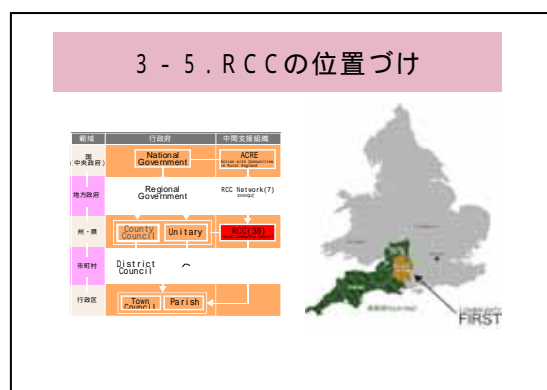 3 - 5 . RCCの位置づけ
範域 行政府 中間支援組織
国
(中央政府)
National
Government
ACRE
Action with Communities
in Rural England
地方政府
Regional
Government
RCC Network(7)
州・県
County
Council
Unitary
RCC(38)
市町村
District
Council
行政区
Town
Council
Parish
FIRST